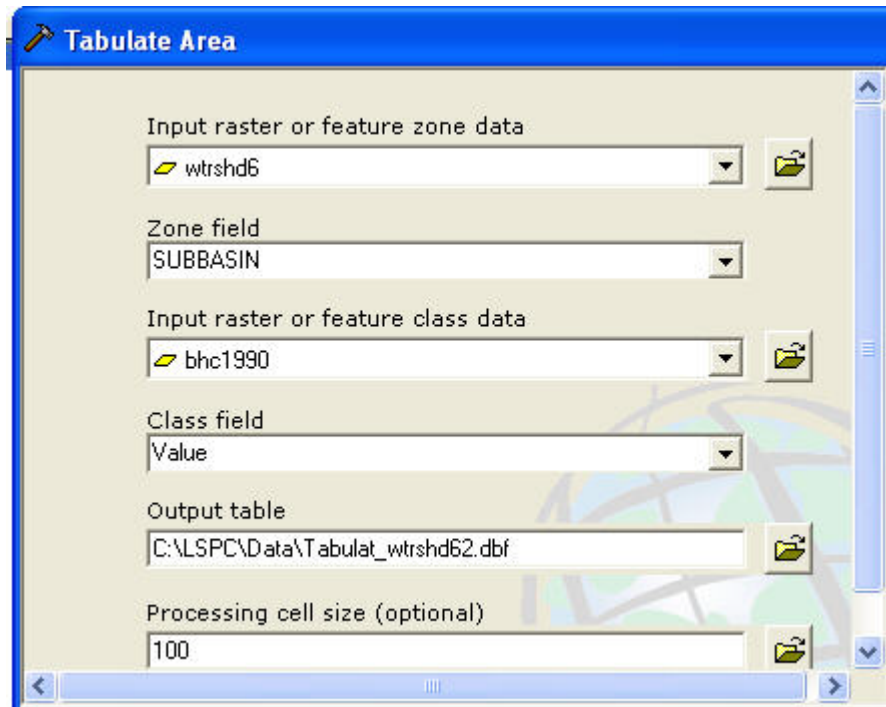 Tabulate Area
Input raster or feature zone data
wtrshd6
Zone field
SUBBASIN
Input raster or feature class data
bhc1990
Class field
Value
Output table
C:\LSPC\Data\Tabulat_wtrshd62.dbf
Processing cell size (optional)
100